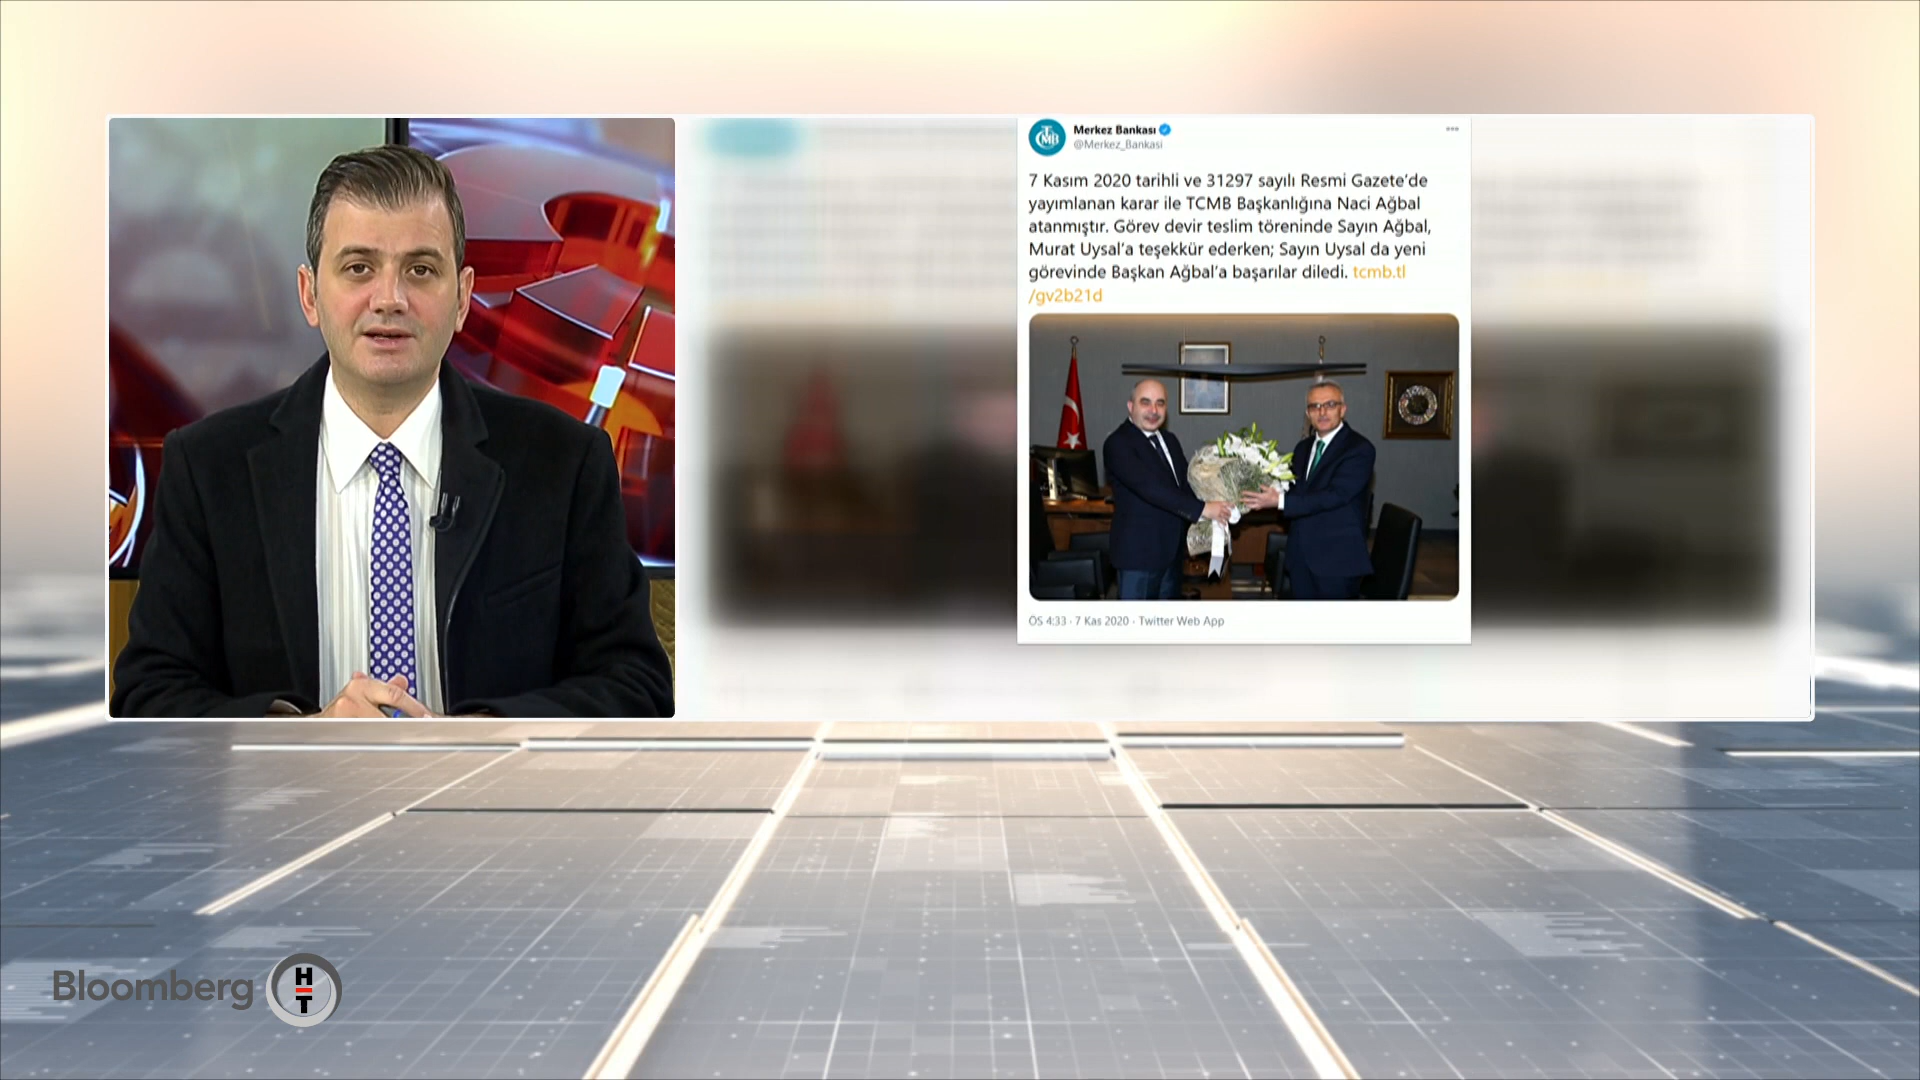 Merkez Bankası
@Merkez_Bankasi
7 Kasım 2020 tarihli ve 31297 sayılı Resmi Gazete’de
yayımlanan karar ile TCMB Başkanlığına Naci Ağbal
atanmıştır. Görev devir teslim töreninde Sayın Ağbal,
Murat Uysal’a teşekkür ederken; Sayın Uysal da yeni
görevinde Başkan Ağbal’a başarılar diledi. tcmb.tl
/gv2b21d
ÖS 4:33 · 7 Kas 2020 · Twitter Web App
Bloomberg HT